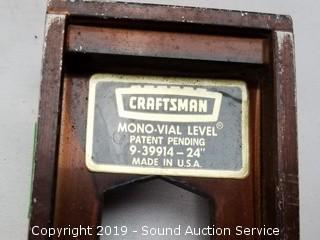 CRAFTSMAN
MONO-VIAL LEVEL®
PATENT PENDING
9-39914-24"
MADE IN U.S.A.
Copyright 2019 - Sound Auction Service